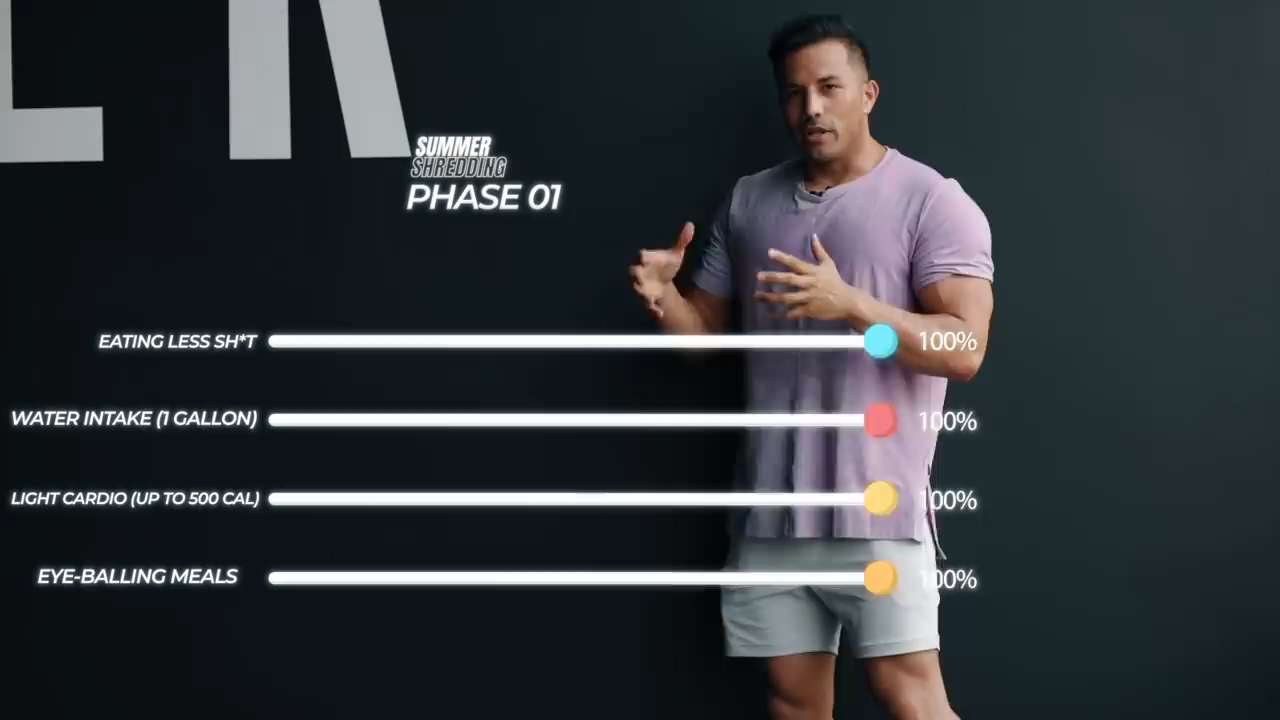 ER
SUMMER
SHREDDING
PHASE 01
EATING LESS SH*T 100%
WATER INTAKE (1 GALLON) 100%
LIGHT CARDIO (UP TO 500 CAL) 100%
EYE-BALLING MEALS 100%